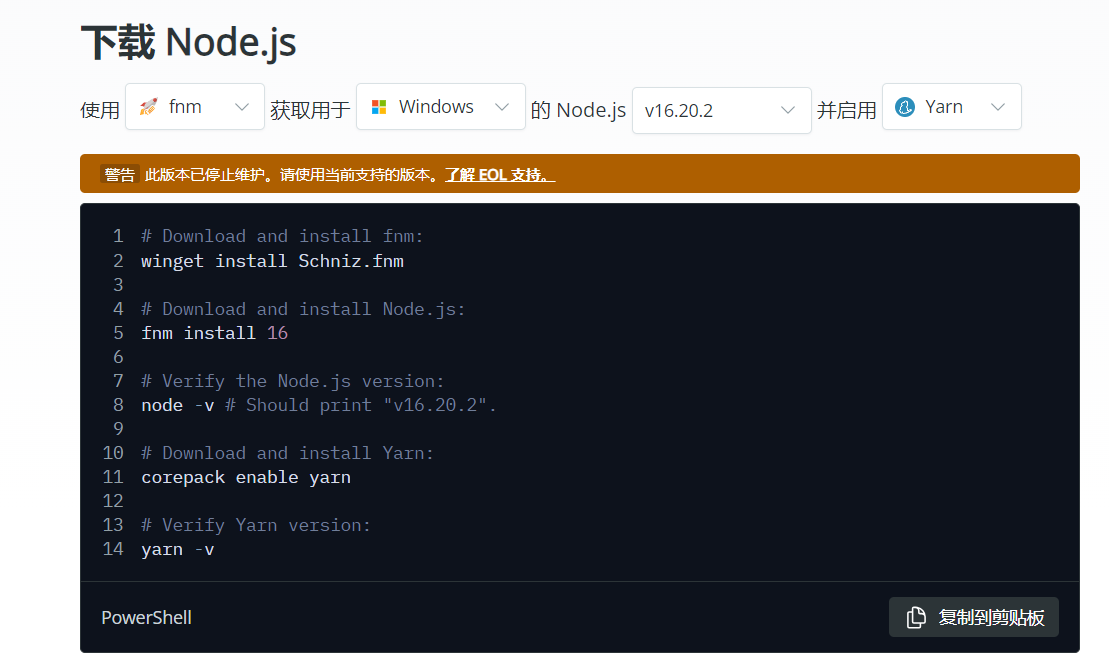 下载 Node.js
使用 fnm 获取用于 Windows 的 Node.js v16.20.2 并启用 Yarn
警告 此版本已停止维护。请使用当前支持的版本。了解 EOL 支持。
1 # Download and install fnm:
2 winget install Schniz.fnm
3
4 # Download and install Node.js:
5 fnm install 16
6
7 # Verify the Node.js version:
8 node -v # Should print "v16.20.2".
9
10 # Download and install Yarn:
11 corepack enable yarn
12
13 # Verify Yarn version:
14 yarn -v
PowerShell 复制到剪贴板